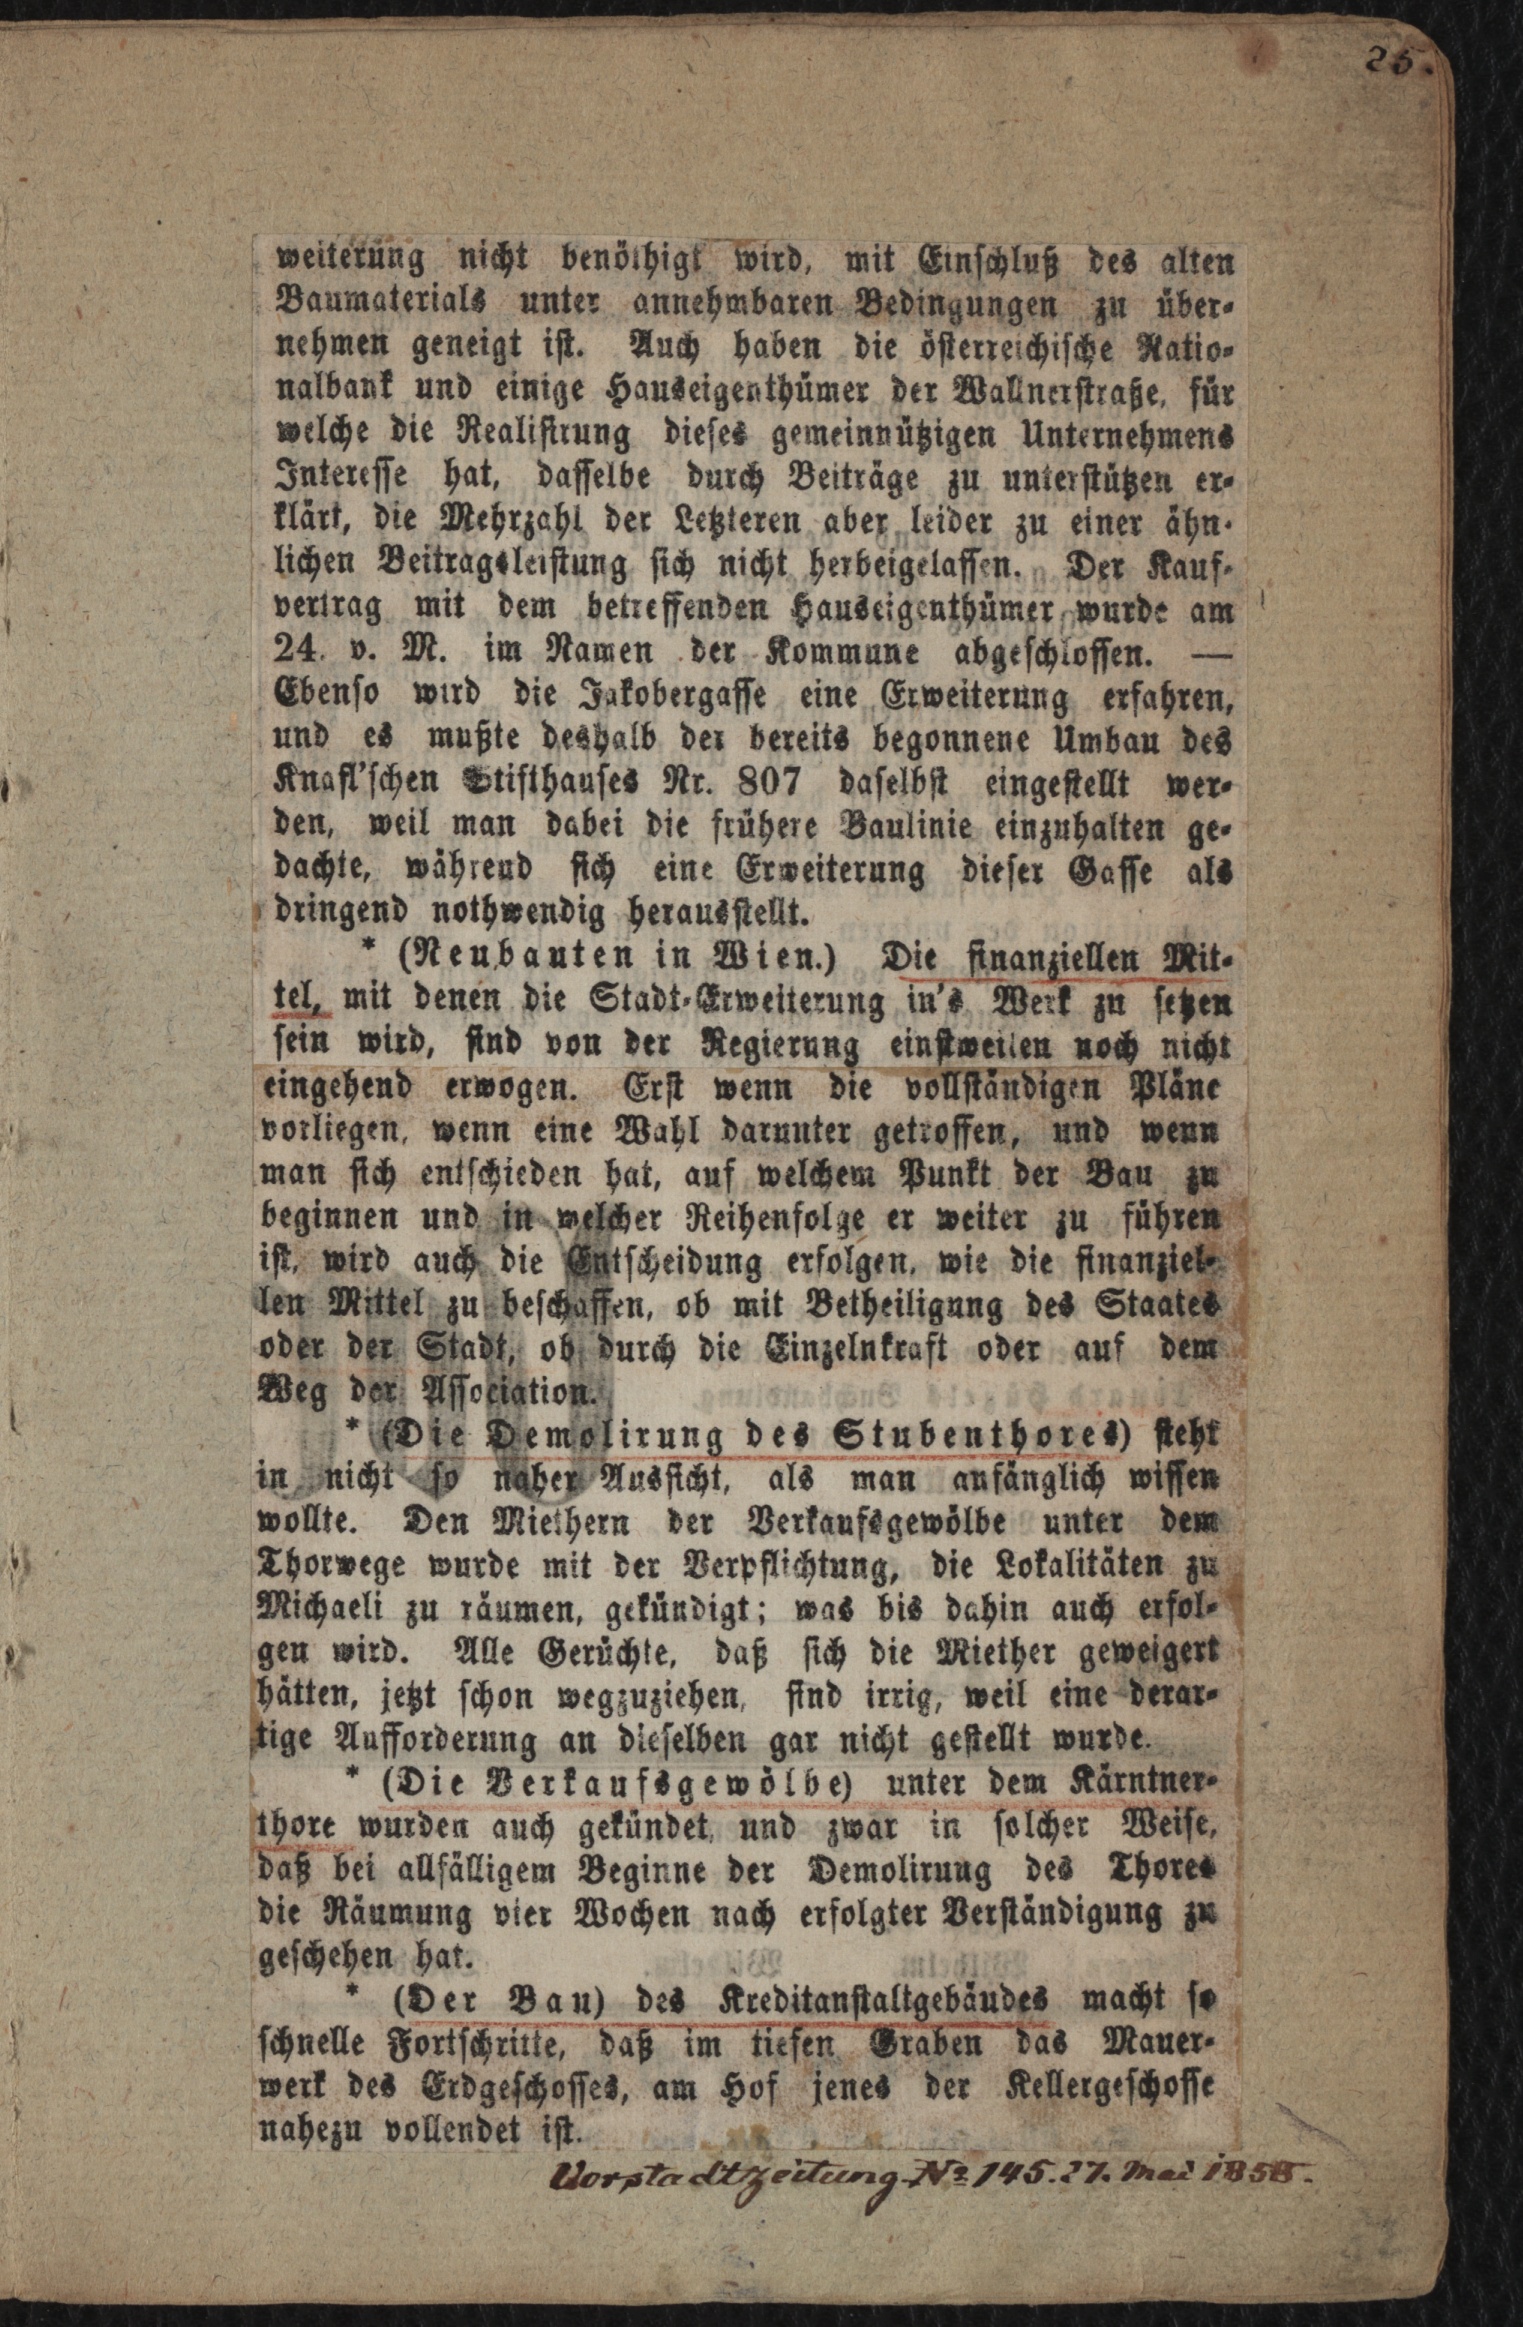 25.
weiterung nicht benöthigt wird, mit Einschluß des alten
Baumaterials unter annehmbaren Bedingungen zu über-
nehmen geneigt ist. Auch haben die österreichische Natio-
nalbank und einige Hauseigenthümer der Wallnerstraße, für
welche die Realisirung dieses gemeinnützigen Unternehmens
Interesse hat, dasselbe durch Beiträge zu unterstützen er-
klärt, die Mehrzahl der Letzteren aber leider zu einer ähn-
lichen Beitragsleistung sich nicht herbeigelassen. Der Kauf-
vertrag mit dem betreffenden Hauseigenthümer wurde am
24. v. M. im Namen der Kommune abgeschlossen. —
Ebenso wird die Jakobergasse eine Erweiterung erfahren,
und es mußte deshalb der bereits begonnene Umbau des
Knafl'schen Stifthauses Nr. 807 daselbst eingestellt wer-
den, weil man dabei die frühere Baulinie einzuhalten ge-
dachte, während sich eine Erweiterung dieser Gasse als
dringend nothwendig herausstellt.
* (Neubauten in Wien.) Die finanziellen Mit-
tel, mit denen die Stadt-Erweiterung in's Werk zu setzen
sein wird, sind von der Regierung einstweilen noch nicht
eingehend erwogen. Erst wenn die vollständigen Pläne
vorliegen, wenn eine Wahl darunter getroffen, und wenn
man sich entschieden hat, auf welchem Punkt der Bau zu
beginnen und in welcher Reihenfolge er weiter zu führen
ist, wird auch die Entscheidung erfolgen, wie die finanziel-
len Mittel zu beschaffen, ob mit Betheiligung des Staates
oder der Stadt, ob durch die Einzelnkraft oder auf dem
Weg der Association.
* (Die Demolirung des Stubenthores) steht
in nicht so naher Aussicht, als man anfänglich wissen
wollte. Den Miethern der Verkaufsgewölbe unter dem
Thorwege wurde mit der Verpflichtung, die Lokalitäten zu
Michaeli zu räumen, gekündigt; was bis dahin auch erfol-
gen wird. Alle Gerüchte, daß sich die Miether geweigert
hätten, jetzt schon wegzuziehen, sind irrig, weil eine derar-
tige Aufforderung an dieselben gar nicht gestellt wurde.
* (Die Verkaufsgewölbe) unter dem Kärntner-
thore wurden auch gekündet, und zwar in solcher Weise,
daß bei allfälligem Beginne der Demolirung des Thores
die Räumung vier Wochen nach erfolgter Verständigung zu
geschehen hat.
* (Der Bau) des Kreditanstaltgebäudes macht so
schnelle Fortschritte, daß im tiefen Graben das Mauer-
werk des Erdgeschosses, am Hof jenes der Kellergeschosse
nahezu vollendet ist.
Vorstadtzeitung No 145. 27. Mai 1858.